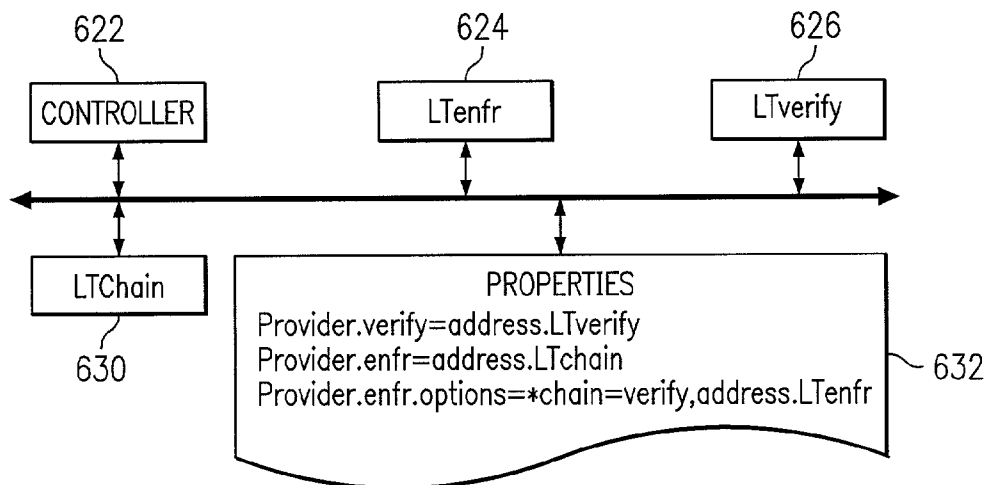 622
624
626
CONTROLLER
LTenfr
LTverify
LTChain
630
PROPERTIES
Provider.verify=address.LTverify
Provider.enfr=address.LTchain
Provider.enfr.options=*chain=verify,address.LTenfr
632